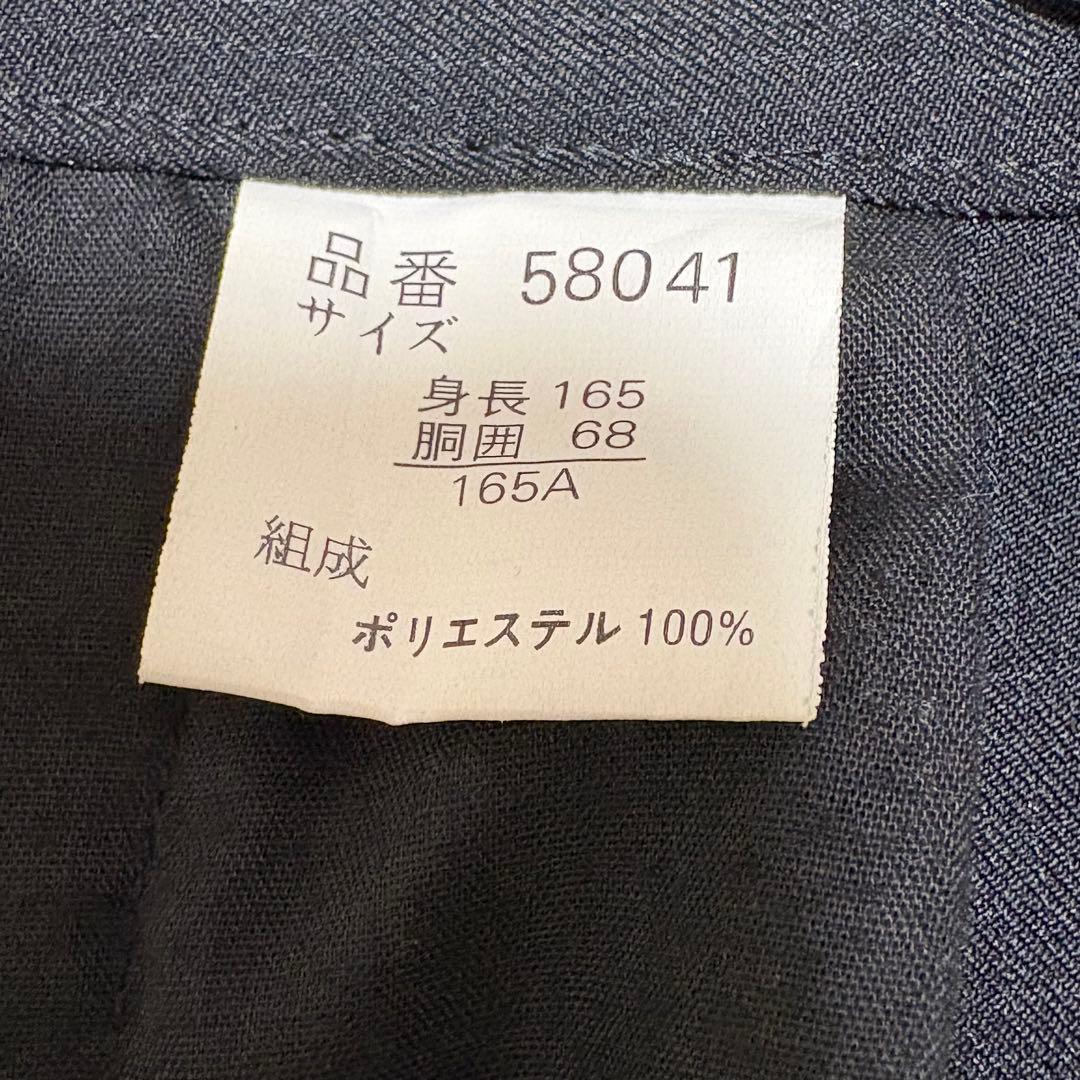 品番 58041
サイズ
身長 165
胴囲 68
165A
組成
ポリエステル 100%